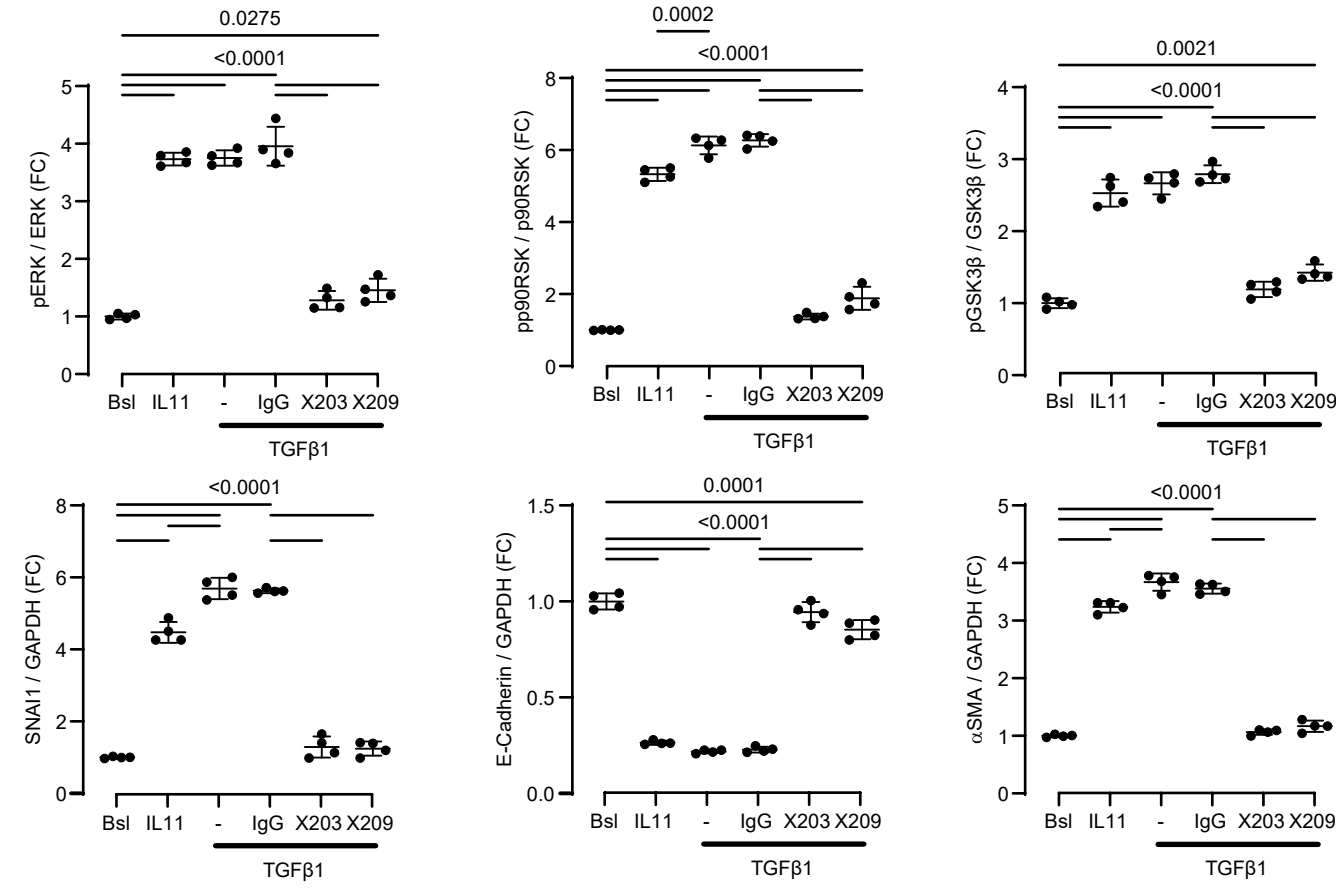 0.0275
<0.0001
pERK / ERK (FC)
5
4
3
2
1
0
Bsl IL11 - IgG X203 X209
TGFβ1
0.0002
<0.0001
pp90RSK / p90RSK (FC)
8
6
4
2
0
Bsl IL11 - IgG X203 X209
TGFβ1
0.0021
<0.0001
pGSK3β / GSK3β (FC)
4
3
2
1
0
Bsl IL11 - IgG X203 X209
TGFβ1
<0.0001
SNAI1 / GAPDH (FC)
8
6
4
2
0
Bsl IL11 - IgG X203 X209
TGFβ1
0.0001
<0.0001
E-Cadherin / GAPDH (FC)
1.5
1.0
0.5
0.0
Bsl IL11 - IgG X203 X209
TGFβ1
<0.0001
αSMA / GAPDH (FC)
5
4
3
2
1
0
Bsl IL11 - IgG X203 X209
TGFβ1